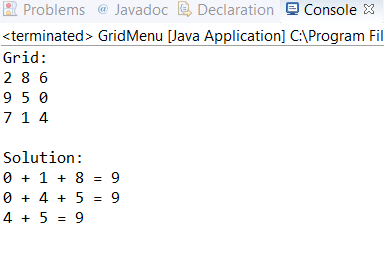 Problems @ Javadoc Declaration Console
<terminated> GridMenu [Java Application] C:\Program Fil
Grid:
2 8 6
9 5 0
7 1 4
Solution:
0 + 1 + 8 = 9
0 + 4 + 5 = 9
4 + 5 = 9